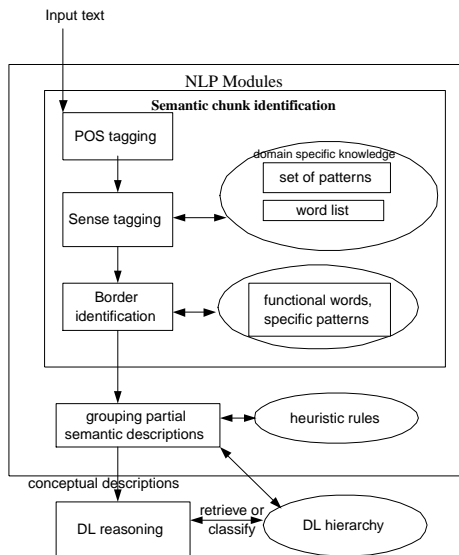 Input text
NLP Modules
Semantic chunk identification
POS tagging
domain specific knowledge
set of patterns
word list
Sense tagging
Border
identification
functional words,
specific patterns
grouping partial
semantic descriptions
heuristic rules
conceptual descriptions
retrieve or
classify
DL reasoning
DL hierarchy